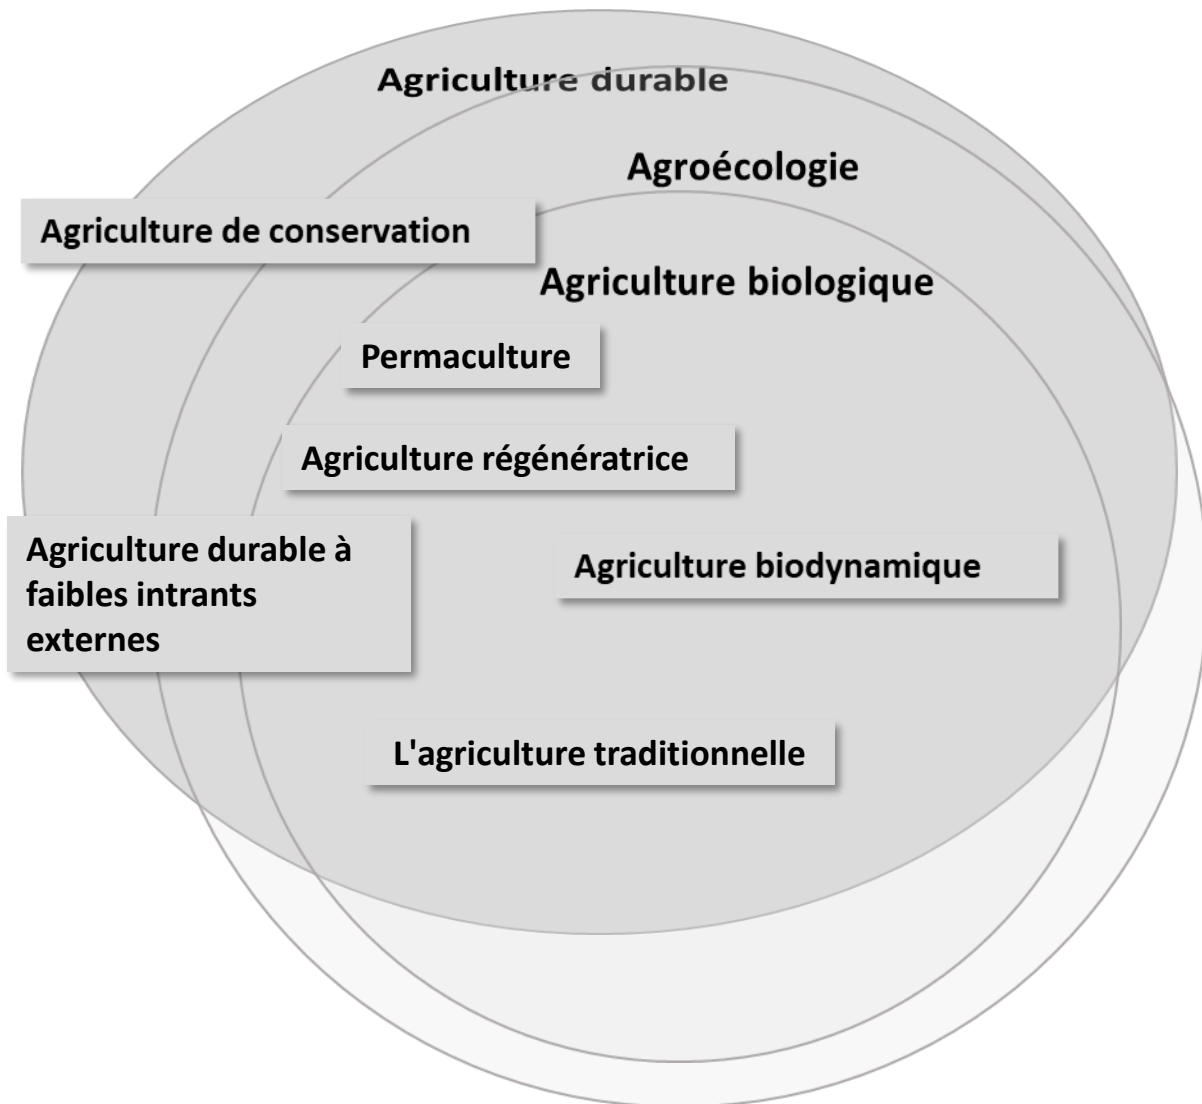 Agriculture durable
Agroécologie
Agriculture de conservation
Agriculture biologique
Permaculture
Agriculture régénératrice
Agriculture durable à
faibles intrants
externes
Agriculture biodynamique
L'agriculture traditionnelle